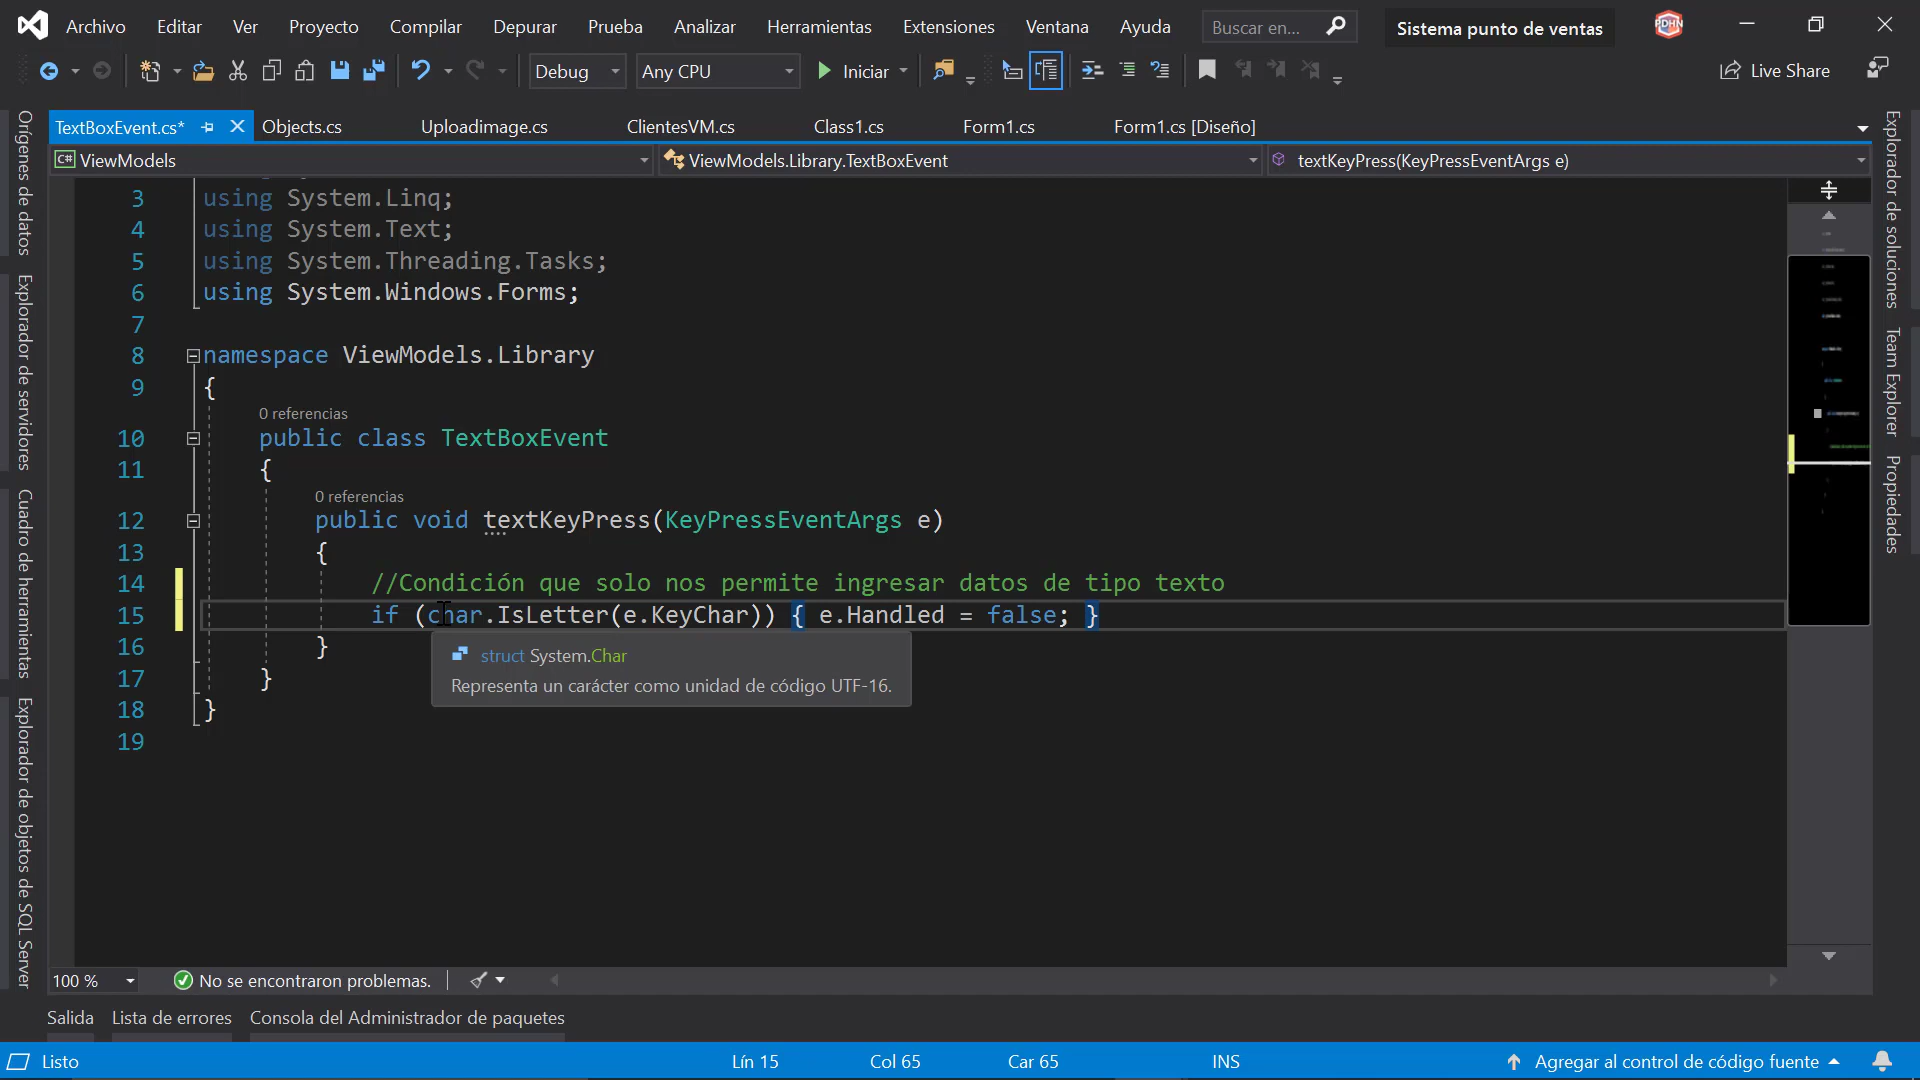 Archivo Editar Ver Proyecto Compilar Depurar Prueba Analizar Herramientas Extensiones Ventana Ayuda Buscar en... Sistema punto de ventas PDHN
Debug Any CPU Iniciar Live Share
TextBoxEvent.cs* Objects.cs Uploadimage.cs ClientesVM.cs Class1.cs Form1.cs Form1.cs [Diseño]
C# ViewModels ViewModels.Library.TextBoxEvent textKeyPress(KeyPressEventArgs e)
Orígenes de datos
Explorador de servidores
Cuadro de herramientas
Explorador de objetos de SQL Server
3 using System.Linq;
4 using System.Text;
5 using System.Threading.Tasks;
6 using System.Windows.Forms;
7
8 namespace ViewModels.Library
9 {
0 referencias
10 public class TextBoxEvent
11 {
0 referencias
12 public void textKeyPress(KeyPressEventArgs e)
13 {
14 //Condición que solo nos permite ingresar datos de tipo texto
15 if (char.IsLetter(e.KeyChar)) { e.Handled = false; }
16 }
struct System.Char
17 }
Representa un carácter como unidad de código UTF-16.
18 }
19
Explorador de soluciones
Team Explorer
Propiedades
100 % No se encontraron problemas.
Salida Lista de errores Consola del Administrador de paquetes
Listo Lín 15 Col 65 Car 65 INS Agregar al control de código fuente